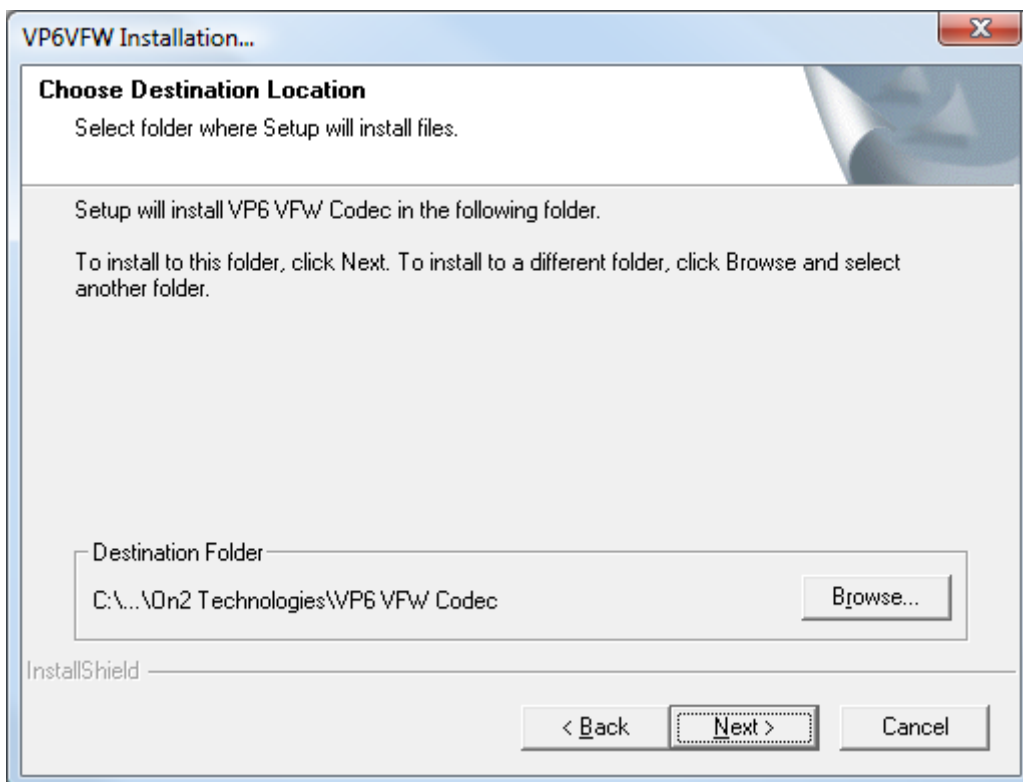 VP6VFW Installation...
Choose Destination Location
Select folder where Setup will install files.
Setup will install VP6 VFW Codec in the following folder.
To install to this folder, click Next. To install to a different folder, click Browse and select
another folder.
Destination Folder
C:\...\On2 Technologies\VP6 VFW Codec
Browse...
InstallShield
< Back
Next >
Cancel